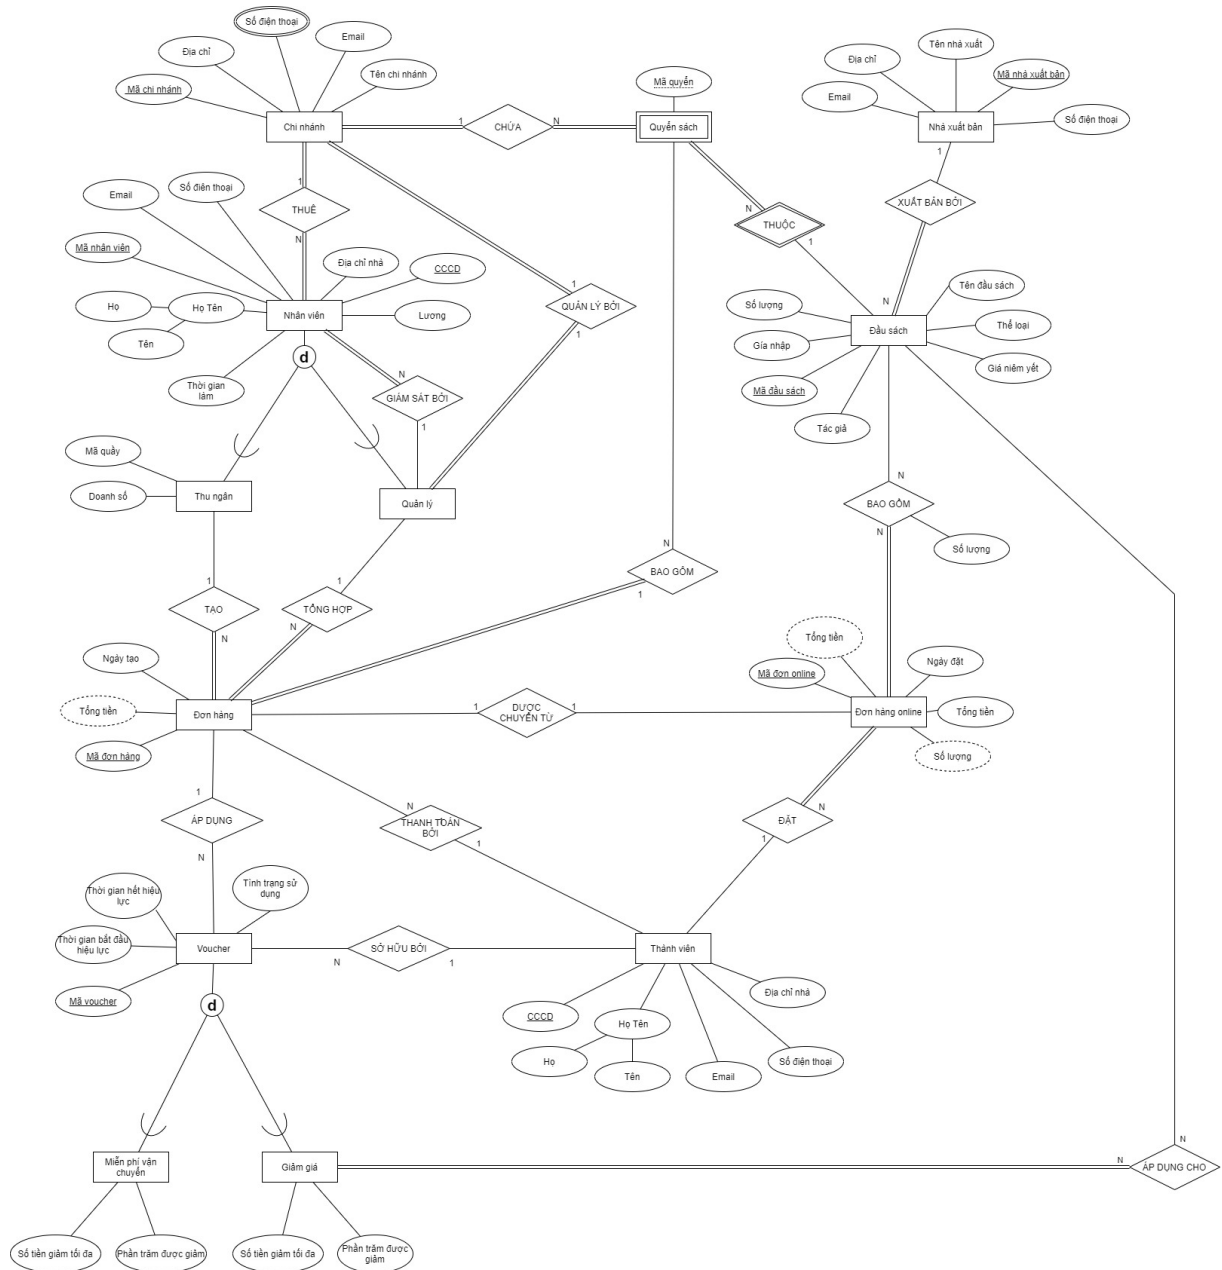 Số điện thoại
Email
Địa chỉ
Tên chi nhánh
Mã chi nhánh
Chi nhánh
1
CHỨA
N
Mã quyển
Quyển sách
Tên nhà xuất
Địa chỉ
Mã nhà xuất bản
Email
Số điện thoại
Nhà xuất bản
1
1
THUÊ
N
Email
Số điên thoại
Mã nhân viên
Địa chỉ nhà
CCCD
Họ
Họ Tên
Tên
Nhân viên
Lương
Thời gian
làm
d
N
GIÁM SÁT BỞI
1
1
QUẢN LÝ BỞI
1
N
THUỘC
1
XUẤT BẢN BỞI
N
Tên đầu sách
Số lượng
Thể loại
Đầu sách
Gía nhập
Giá niêm yết
Mã đầu sách
Tác giả
Mã quầy
Doanh số
Thu ngân
Quản lý
N
BAO GỒM
N
Số lượng
N
BAO GỒM
1
1
TẠO
N
1
TỔNG HỢP
N
Ngày tạo
Tổng tiền
Đơn hàng
Mã đơn hàng
1
DƯỢC
CHUYỂN TỪ
1
Tổng tiền
Mã đơn online
Ngày đặt
Đơn hàng online
Tổng tiền
Số lượng
1
ÁP DỤNG
N
N
THANH TOÁN
BỞI
1
N
ĐẶT
1
Thời gian hết hiệu
lực
Tình trạng sử
dụng
Thời gian bắt đầu
hiệu lực
Voucher
N
SỞ HỮU BỞI
1
Thành viên
Mã voucher
d
CCCD
Họ Tên
Họ
Tên
Email
Số điên thoại
Địa chỉ nhà
Miễn phí vận
chuyển
Giảm giá
N
N
ÁP DỤNG CHO
Số tiền giảm tối đa
Phần trăm được giảm
Số tiền giảm tối đa
Phần trăm được
giảm